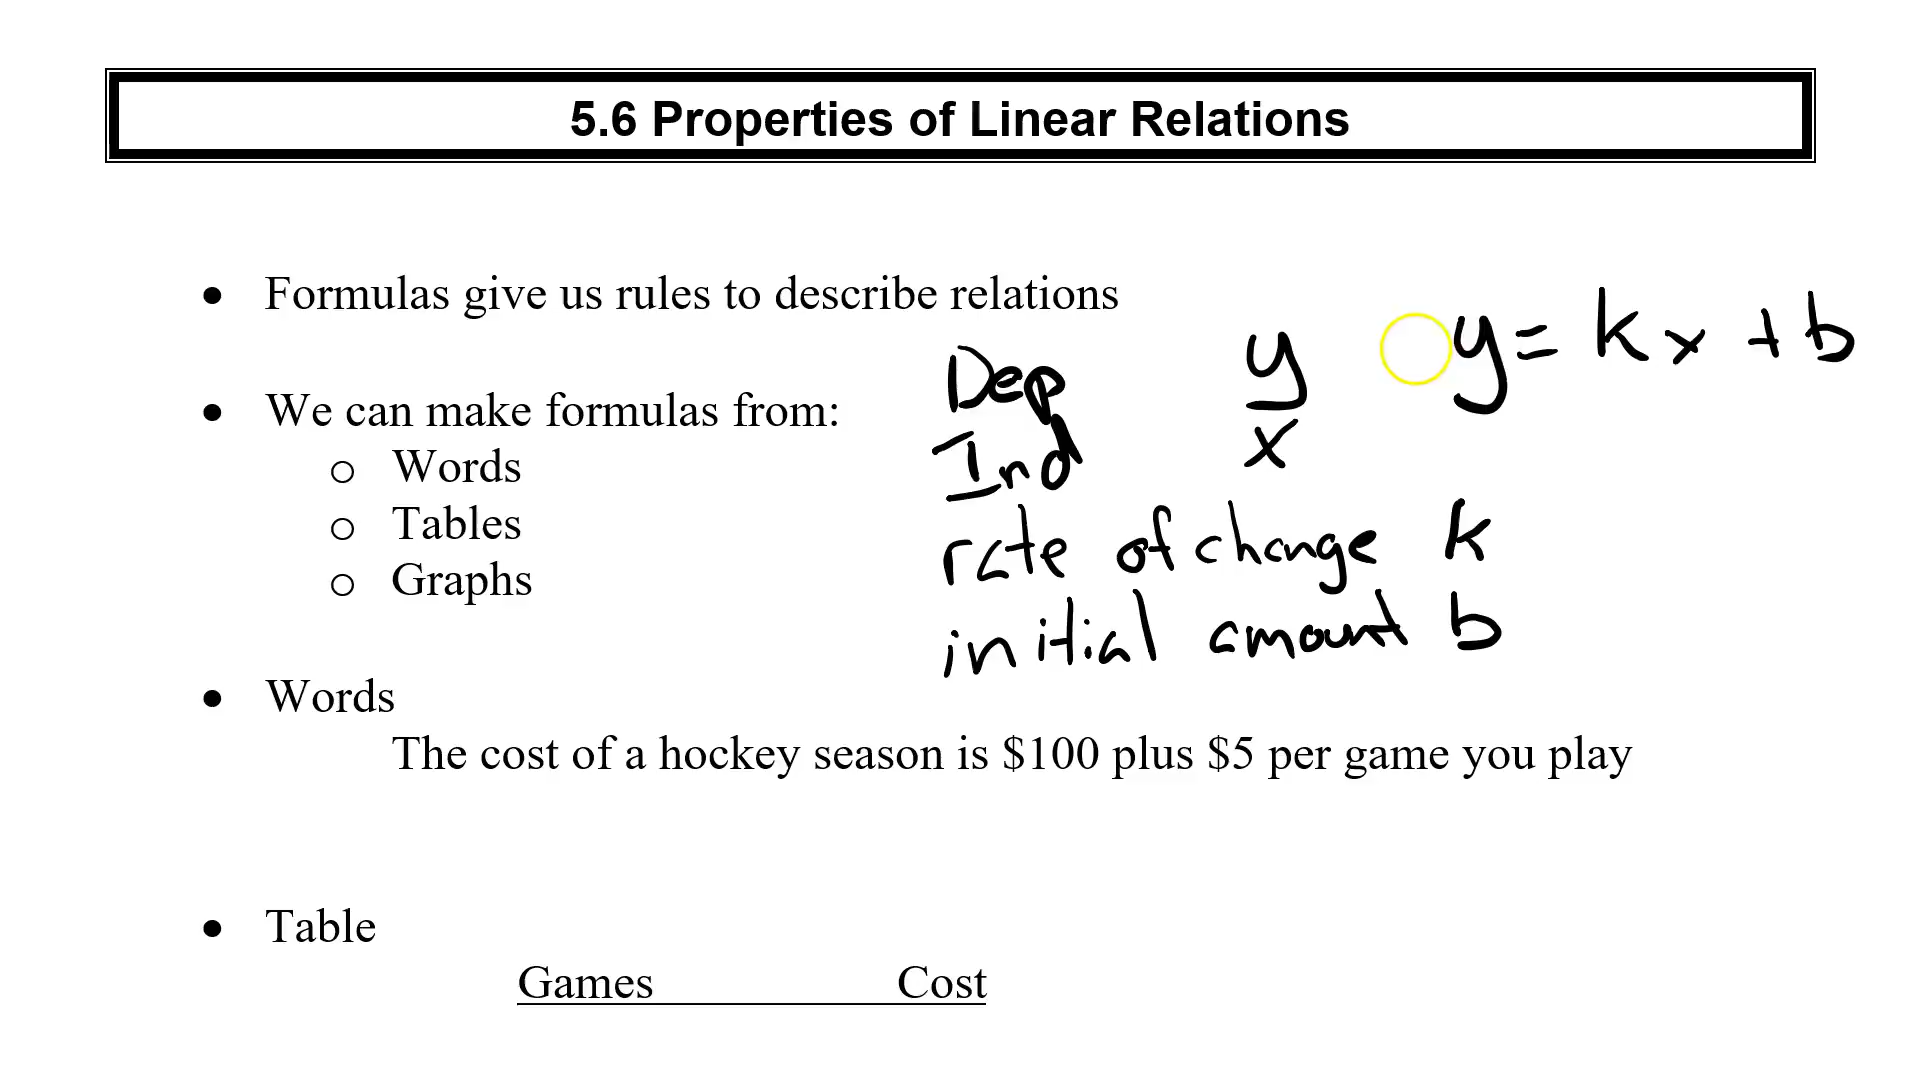 5.6 Properties of Linear Relations
• Formulas give us rules to describe relations
y = kx + b
Dep y
• We can make formulas from:
Ind x
o Words
o Tables
rate of change k
o Graphs
initial amount b
• Words
The cost of a hockey season is $100 plus $5 per game you play
• Table
Games Cost